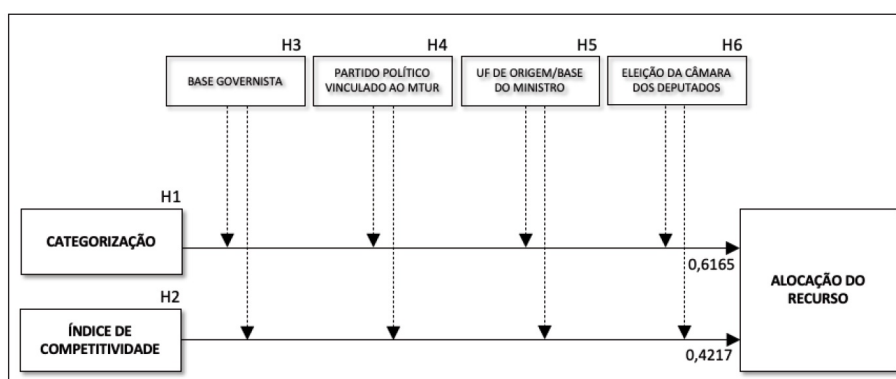 H3
BASE GOVERNISTA
H4
PARTIDO POLÍTICO
VINCULADO AO MTUR
H5
UF DE ORIGEM/BASE
DO MINISTRO
H6
ELEIÇÃO DA CÂMARA
DOS DEPUTADOS
H1
CATEGORIZAÇÃO
0,6165
H2
ÍNDICE DE
COMPETITIVIDADE
0,4217
ALOCAÇÃO DO
RECURSO